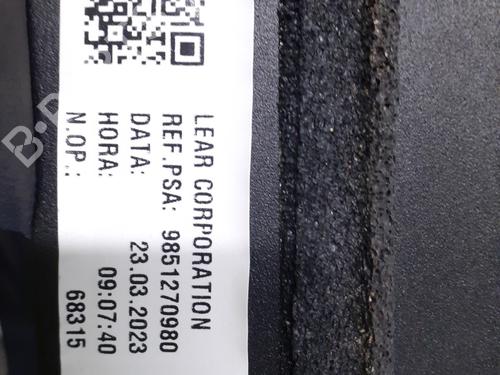 LEAR CORPORATION
REF.PSA: 9851270980
DATA: 23.03.2023
HORA: 09:07:40
N.OP.: 68315